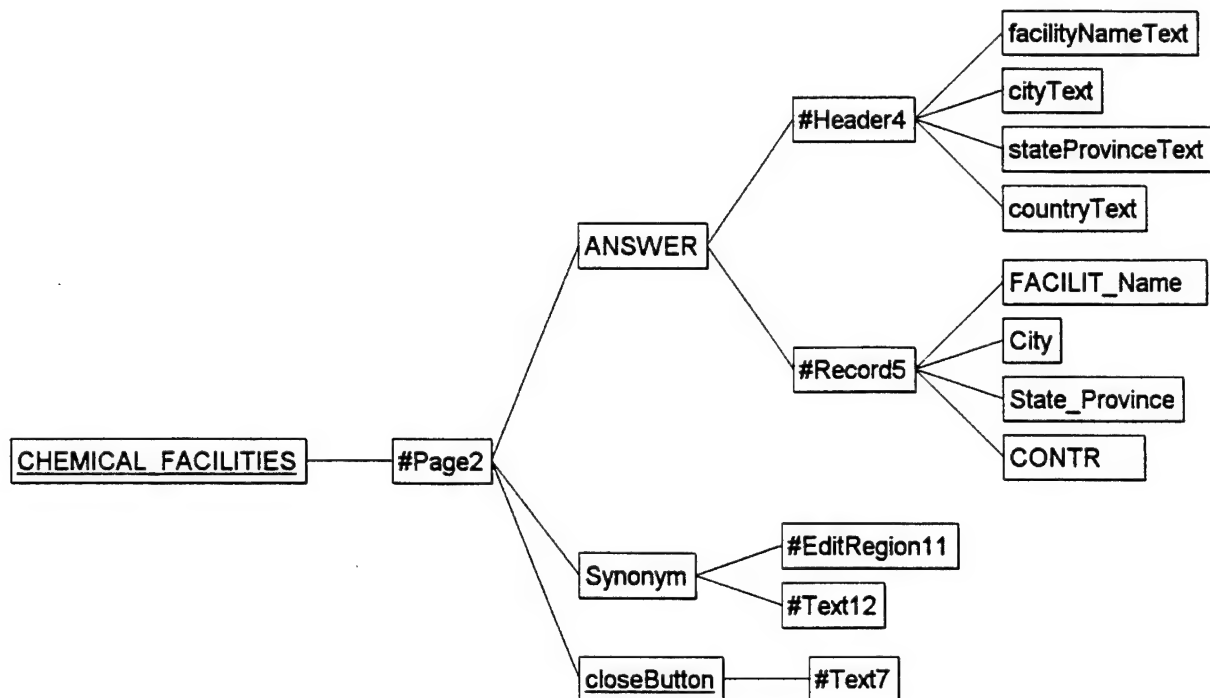 facilityNameText
cityText
#Header4
stateProvinceText
countryText
ANSWER
FACILIT_Name
City
#Record5
State_Province
CONTR
CHEMICAL_FACILITIES
#Page2
#EditRegion11
Synonym
#Text12
closeButton
#Text7